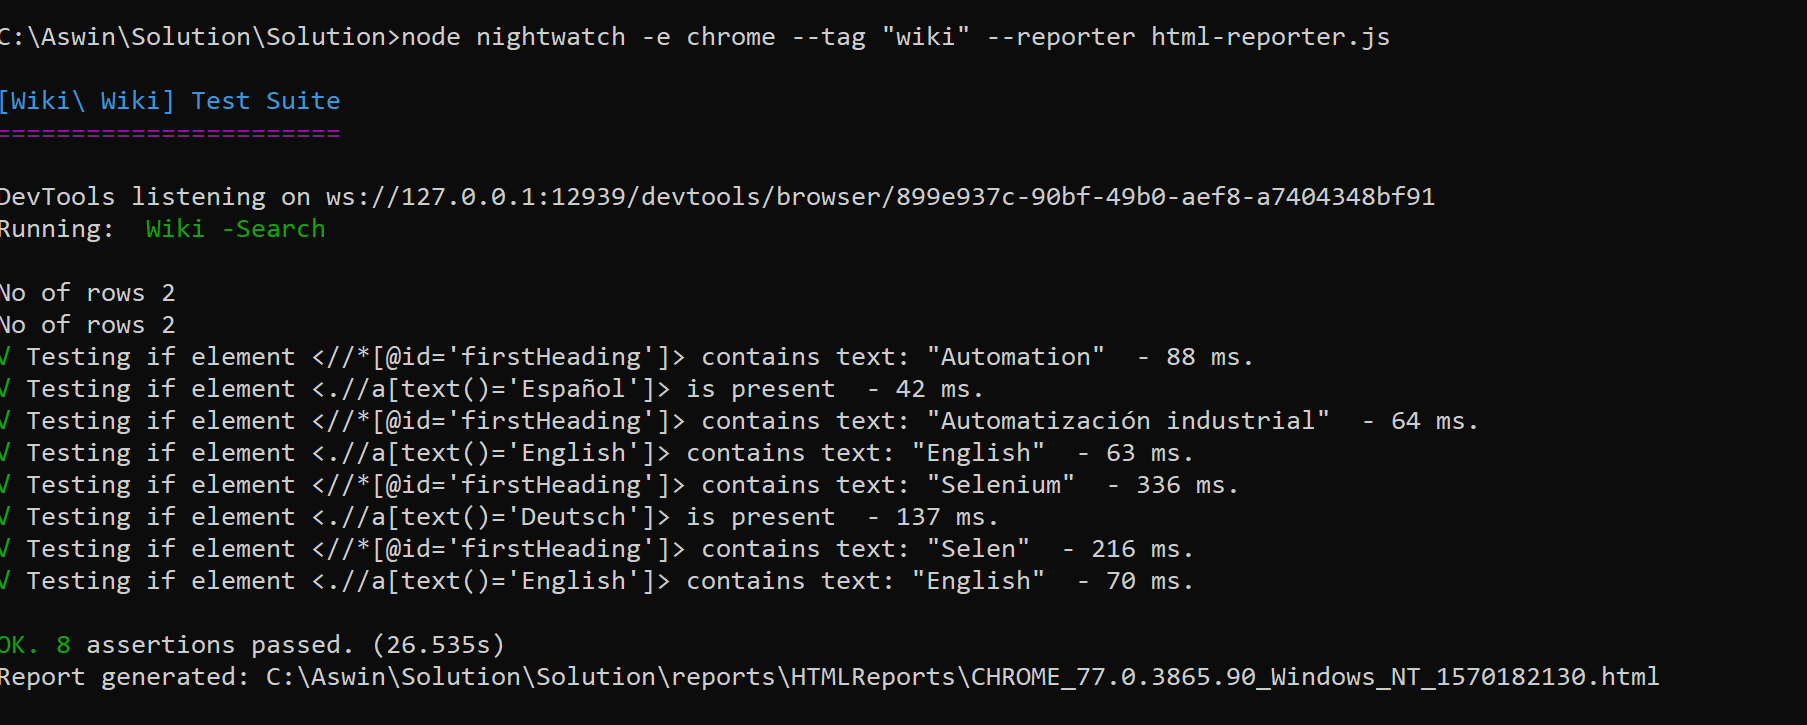 C:\Aswin\Solution\Solution>node nightwatch -e chrome --tag "wiki" --reporter html-reporter.js
[Wiki\ Wiki] Test Suite
=======================
DevTools listening on ws://127.0.0.1:12939/devtools/browser/899e937c-90bf-49b0-aef8-a7404348bf91
Running:  Wiki -Search
No of rows 2
No of rows 2
√ Testing if element <//*[@id='firstHeading']> contains text: "Automation"  - 88 ms.
√ Testing if element <.//a[text()='Español']> is present  - 42 ms.
√ Testing if element <//*[@id='firstHeading']> contains text: "Automatización industrial"  - 64 ms.
√ Testing if element <.//a[text()='English']> contains text: "English"  - 63 ms.
√ Testing if element <//*[@id='firstHeading']> contains text: "Selenium"  - 336 ms.
√ Testing if element <.//a[text()='Deutsch']> is present  - 137 ms.
√ Testing if element <//*[@id='firstHeading']> contains text: "Selen"  - 216 ms.
√ Testing if element <.//a[text()='English']> contains text: "English"  - 70 ms.
OK. 8 assertions passed. (26.535s)
Report generated: C:\Aswin\Solution\Solution\reports\HTMLReports\CHROME_77.0.3865.90_Windows_NT_1570182130.html